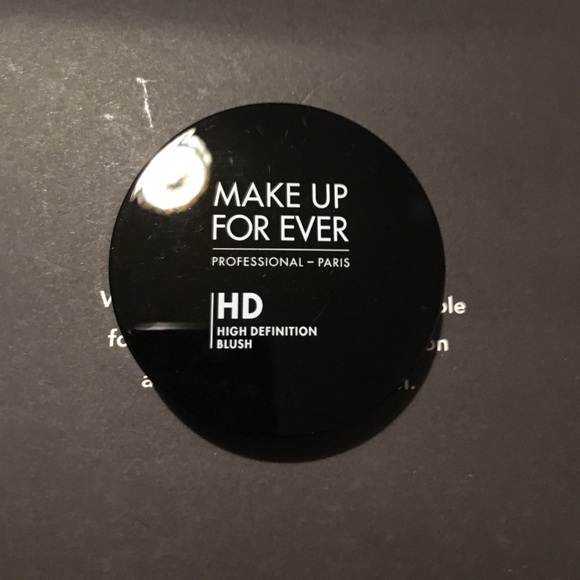 MAKE UP
FOR EVER
PROFESSIONAL – PARIS
HD
HIGH DEFINITION
BLUSH